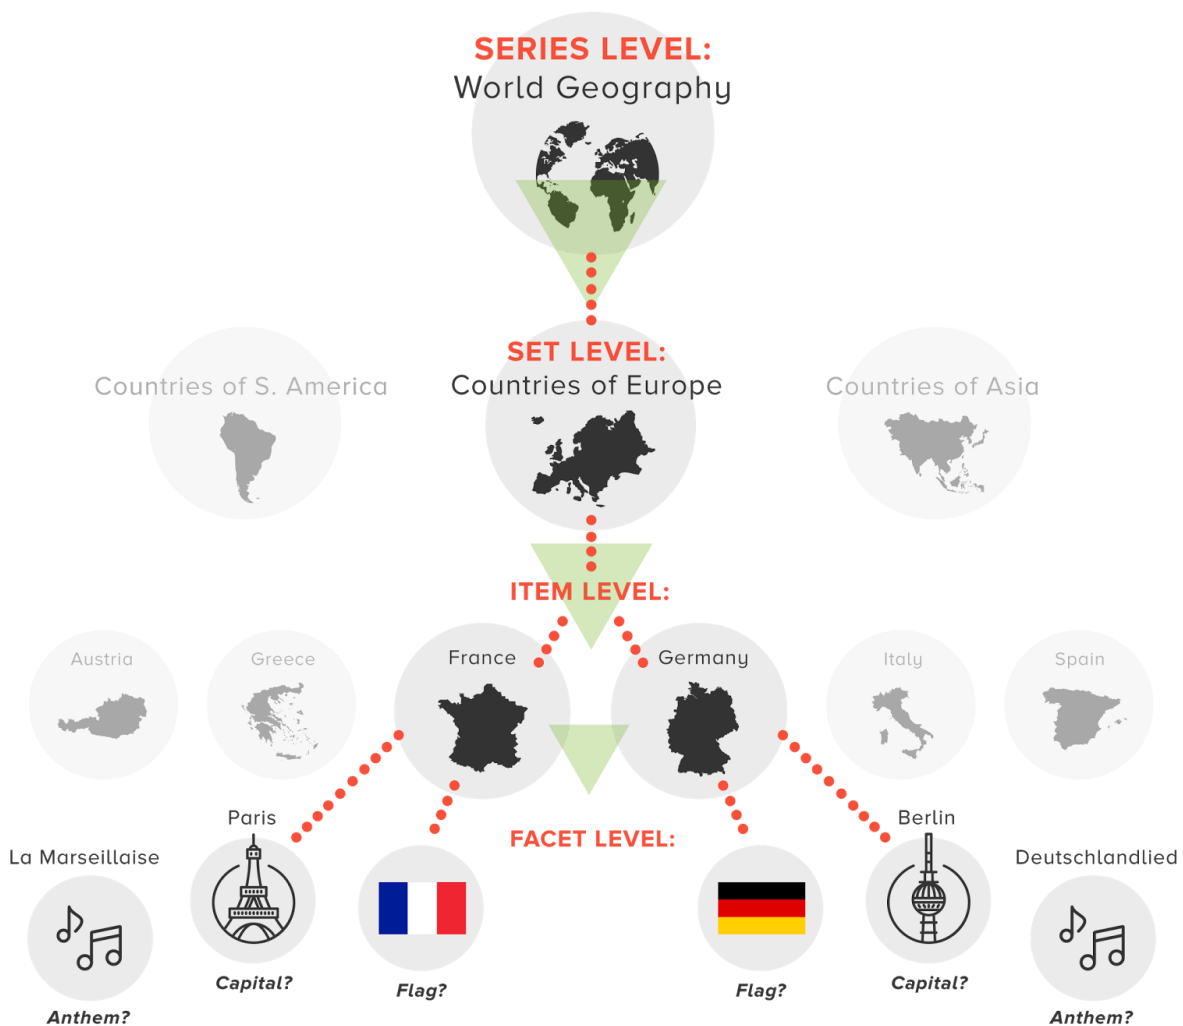 SERIES LEVEL:
World Geography
SET LEVEL:
Countries of S. America
Countries of Europe
Countries of Asia
ITEM LEVEL:
Austria
Greece
France
Germany
Italy
Spain
FACET LEVEL:
La Marseillaise
Paris
Berlin
Deutschlandlied
Anthem?
Capital?
Flag?
Flag?
Capital?
Anthem?